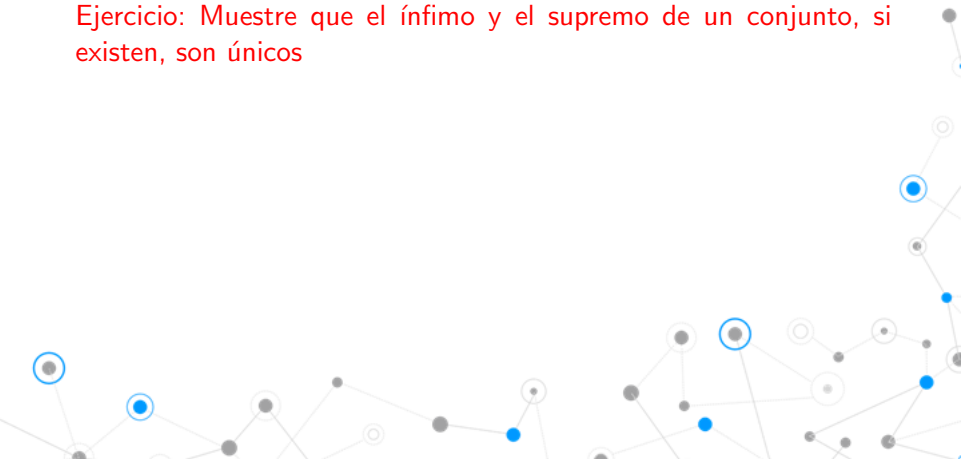 Ejercicio: Muestre que el ínfimo y el supremo de un conjunto, si
existen, son únicos